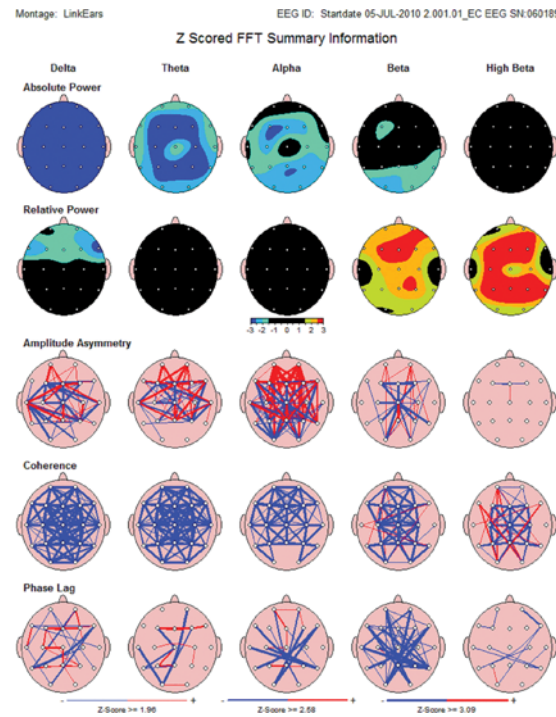 Montage: LinkEars EEG ID: Startdate 05-JUL-2010 2.001.01_EC EEG SN:060189
Z Scored FFT Summary Information
Delta Theta Alpha Beta High Beta
Absolute Power
Relative Power
-3 -2 -1 0 1 2 3
Amplitude Asymmetry
Coherence
Phase Lag
- + - + - +
Z-Score >= 1.96 Z-Score >= 2.58 Z-Score >= 3.09